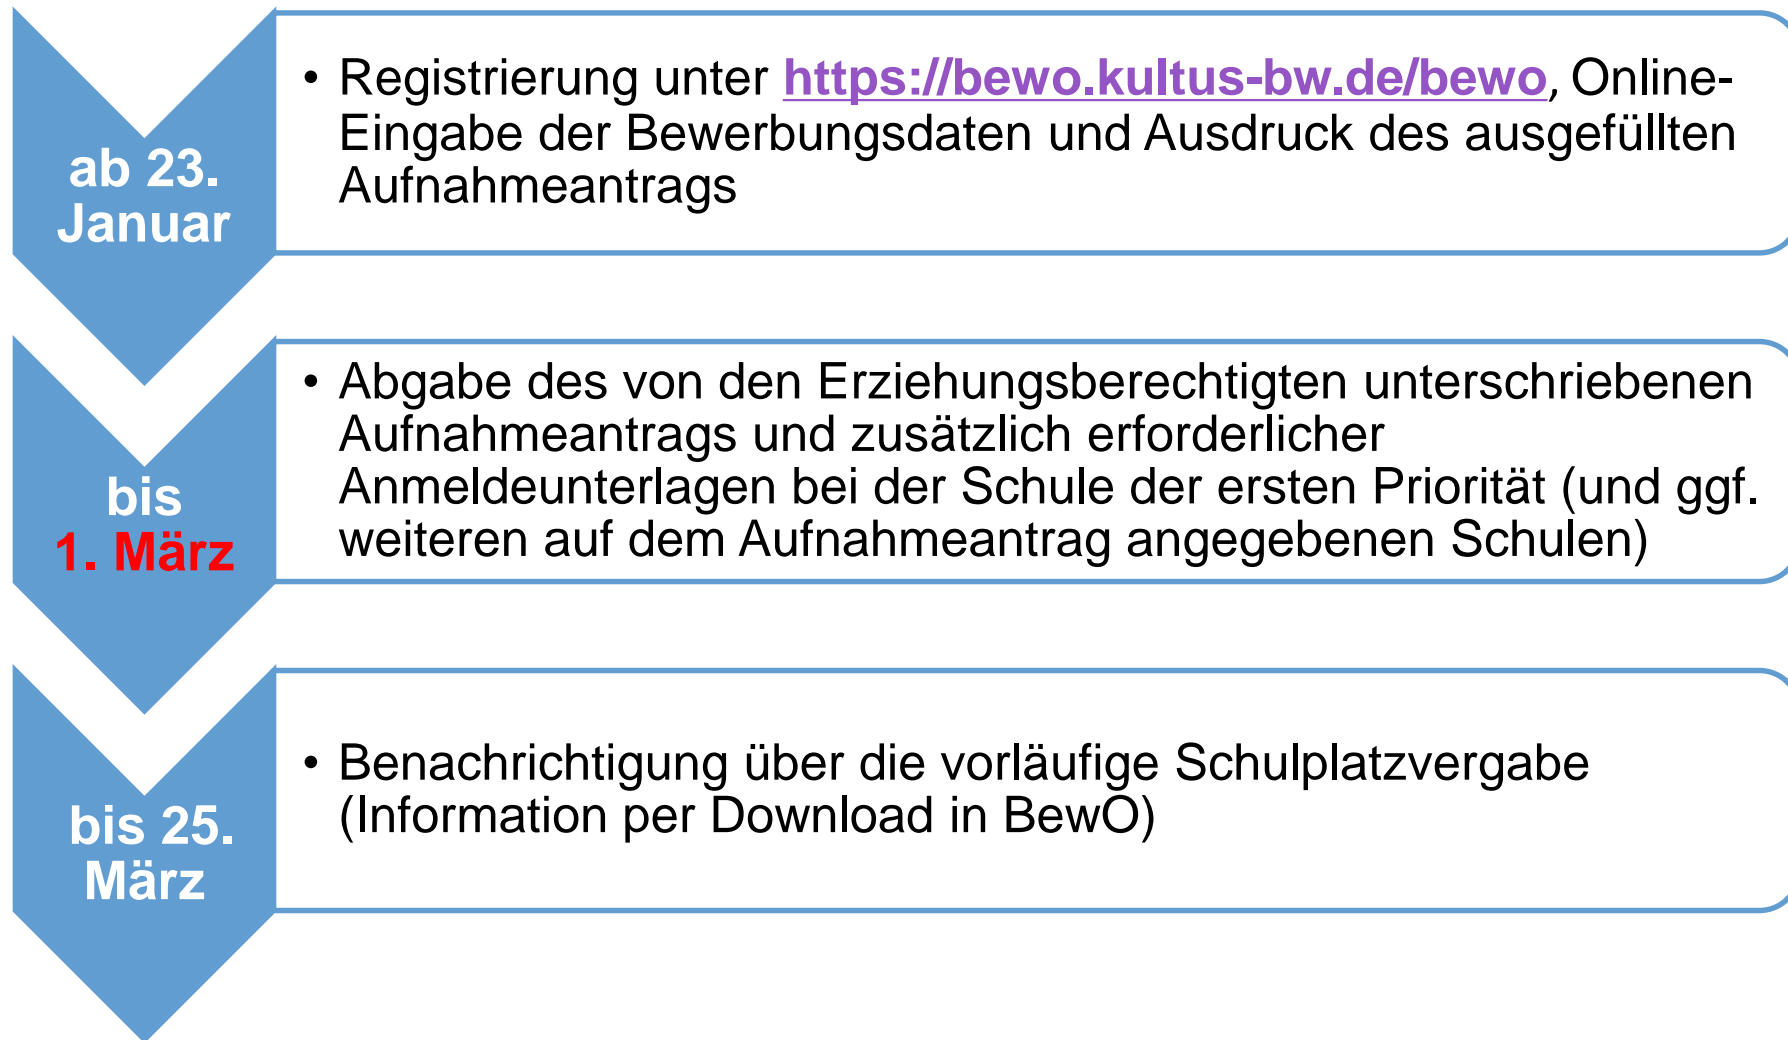 ab 23.
Januar
• Registrierung unter https://bewo.kultus-bw.de/bewo, Online-
Eingabe der Bewerbungsdaten und Ausdruck des ausgefüllten
Aufnahmeantrags
bis
1. März
• Abgabe des von den Erziehungsberechtigten unterschriebenen
Aufnahmeantrags und zusätzlich erforderlicher
Anmeldeunterlagen bei der Schule der ersten Priorität (und ggf.
weiteren auf dem Aufnahmeantrag angegebenen Schulen)
bis 25.
März
• Benachrichtigung über die vorläufige Schulplatzvergabe
(Information per Download in BewO)